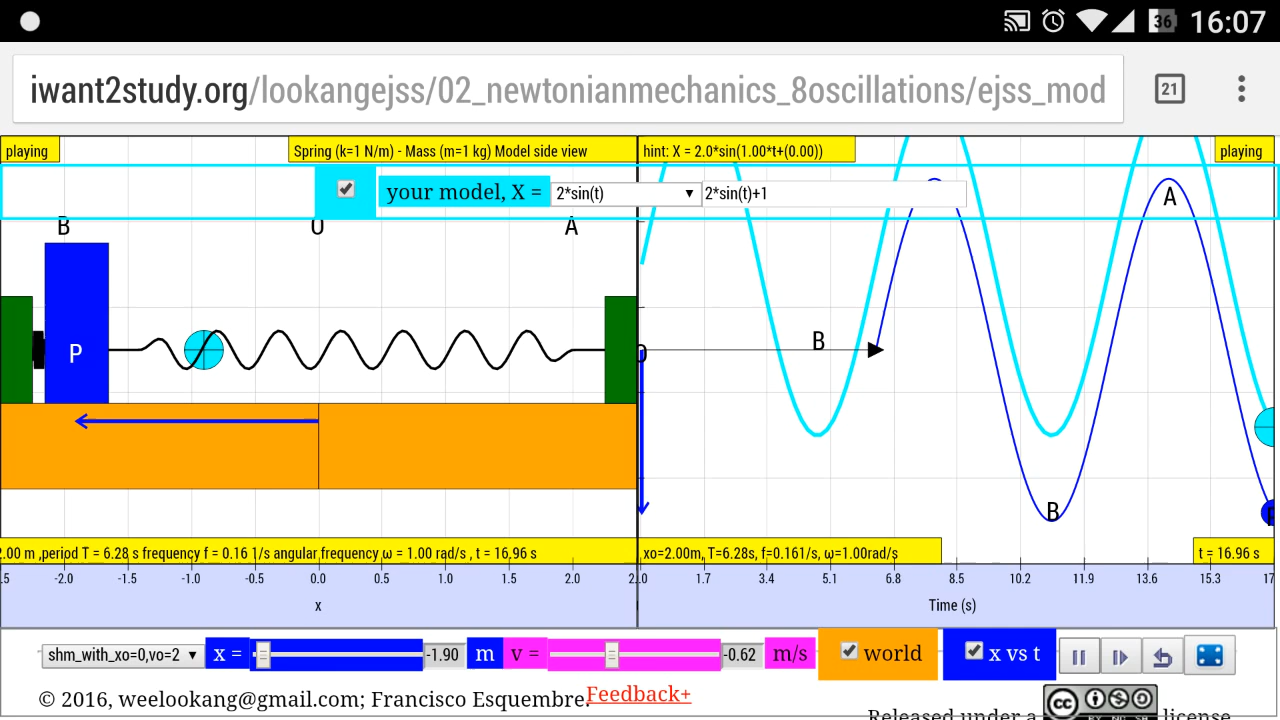 36 16:07
iwant2study.org/lookangejss/02_newtonianmechanics_8oscillations/ejss_mod
21
playing
Spring (k=1 N/m) - Mass (m=1 kg) Model side view
hint: X = 2.0*sin(1.00*t+(0.00))
playing
your model, X = 2*sin(t) 2*sin(t)+1
B O A
A
P
B
B
2.00 m ,period T = 6.28 s frequency f = 0.16 1/s angular frequency ω = 1.00 rad/s , t = 16.96 s
xo=2.00m, T=6.28s, f=0.161/s, ω=1.00rad/s
t = 16.96 s
.5 -2.0 -1.5 -1.0 -0.5 0.0 0.5 1.0 1.5 2.0
0 1.7 3.4 5.1 6.8 8.5 10.2 11.9 13.6 15.3 17
x
Time (s)
shm_with_xo=0,vo=2 x = -1.90 m v = -0.62 m/s world x vs t
© 2016, weelookang@gmail.com; Francisco Esquembre. Feedback+
Released under a cc license